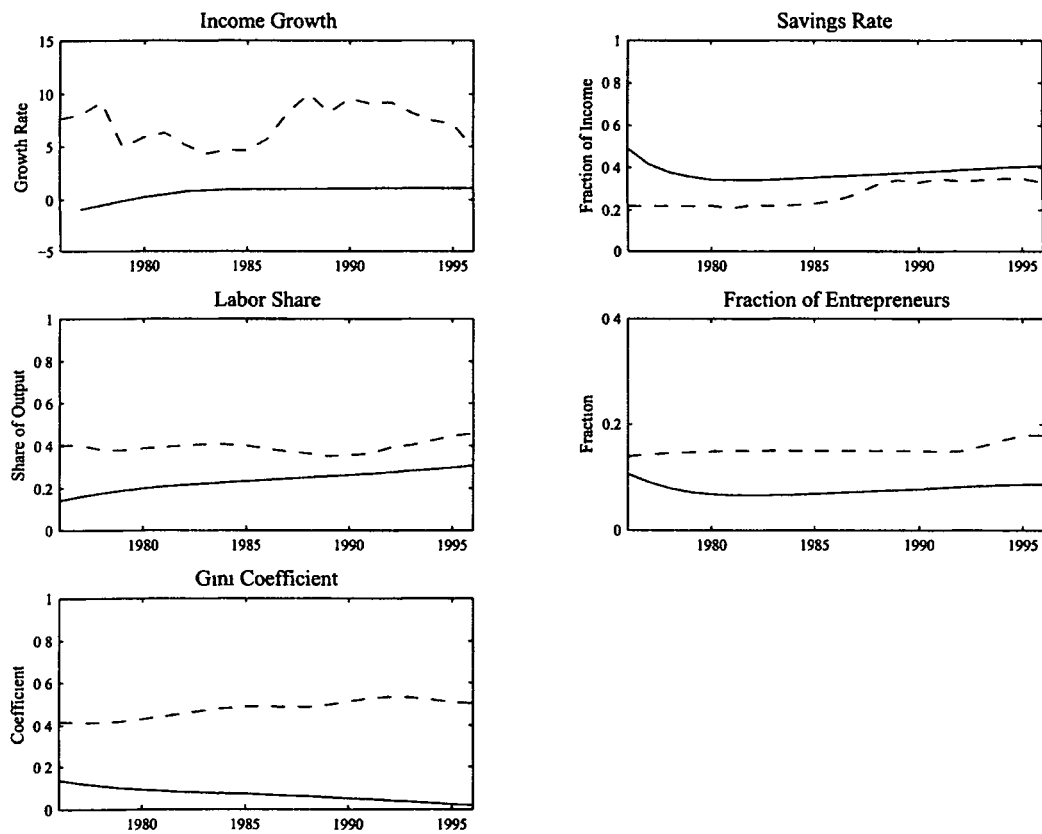 Income Growth
15
10
5
0
−5
Growth Rate
1980 1985 1990 1995
Savings Rate
1
0 8
0 6
0 4
0 2
0
Fraction of Income
1980 1985 1990 1995
Labor Share
1
0 8
0 6
0 4
0 2
0
Share of Output
1980 1985 1990 1995
Fraction of Entrepreneurs
0 4
0 2
0
Fraction
1980 1985 1990 1995
Gini Coefficient
1
0 8
0 6
0 4
0 2
0
Coefficient
1980 1985 1990 1995